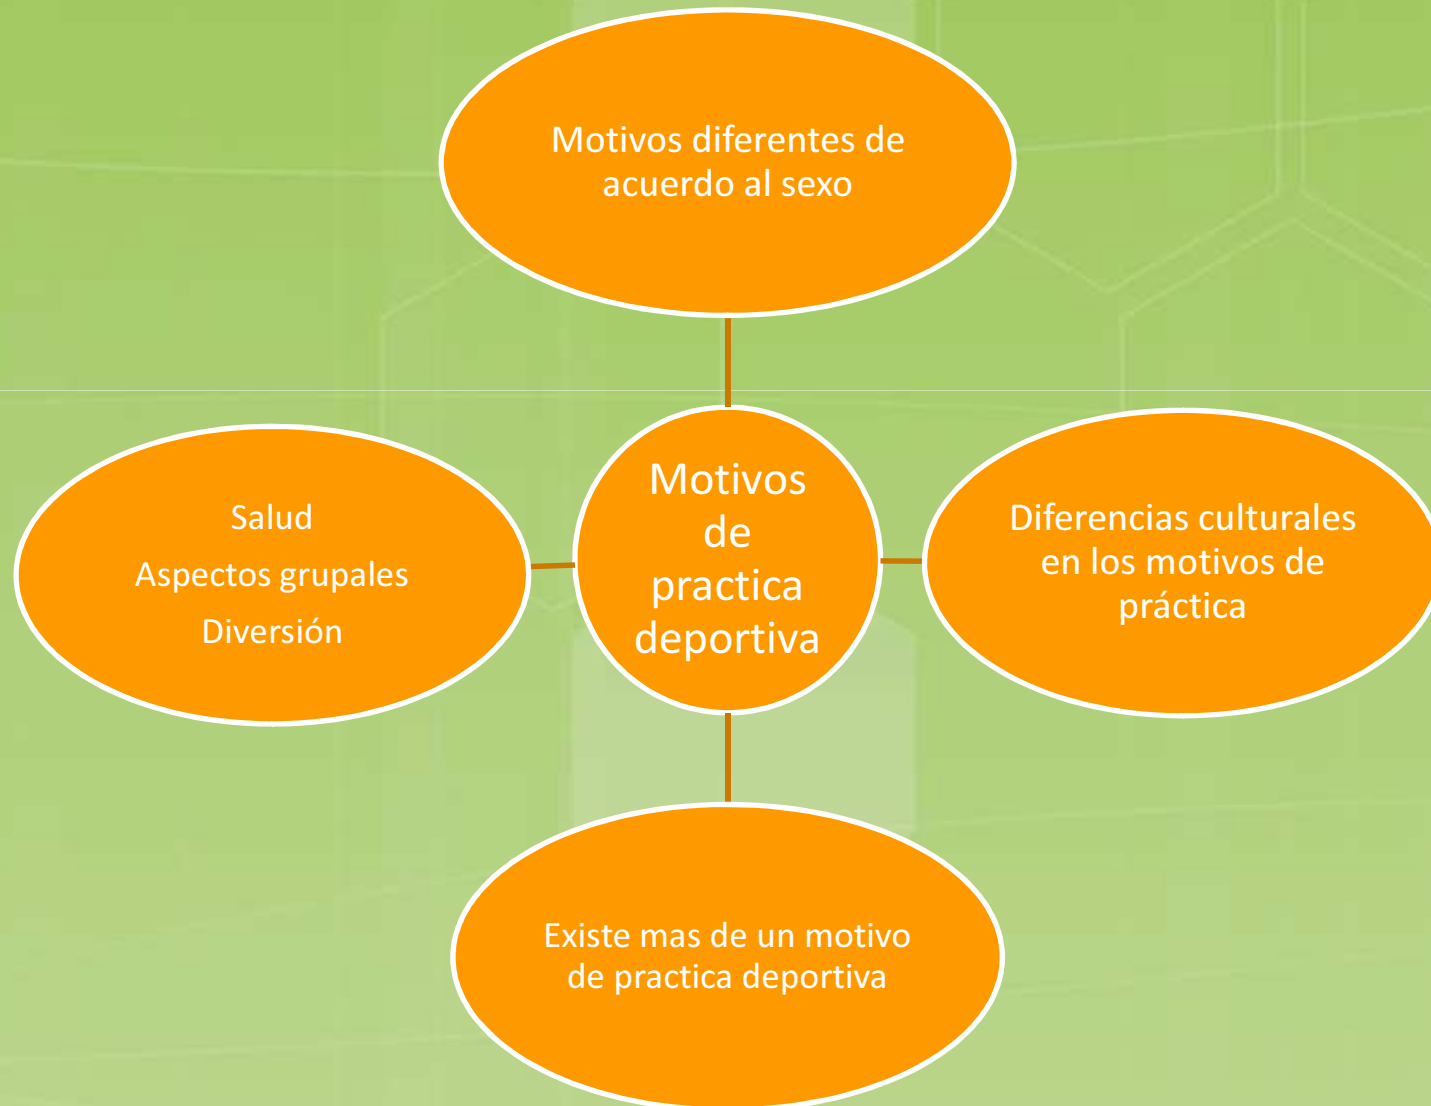 Motivos diferentes de
acuerdo al sexo
Motivos
de
practica
deportiva
Salud
Aspectos grupales
Diversión
Diferencias culturales
en los motivos de
práctica
Existe mas de un motivo
de practica deportiva